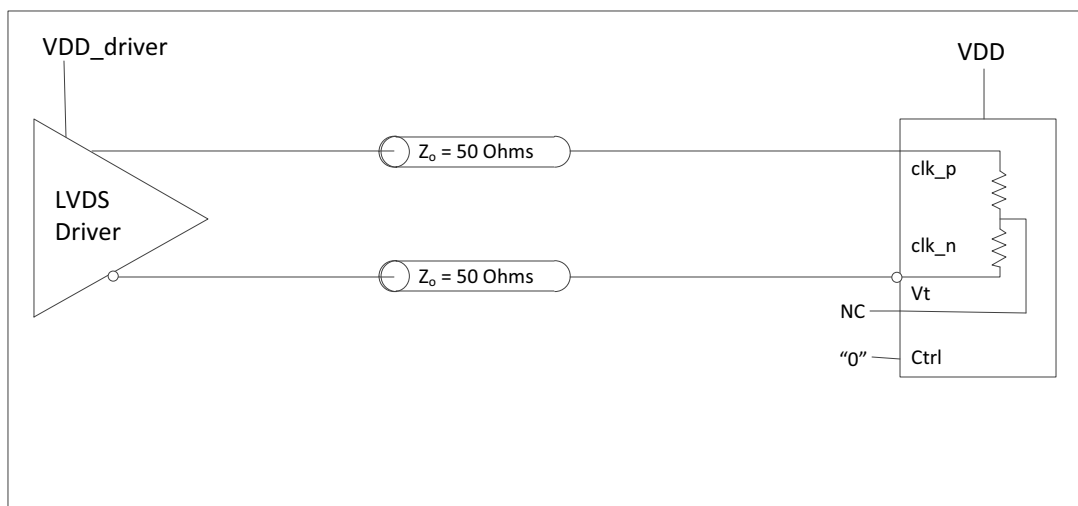 VDD_driver
VDD
LVDS
Driver
Zo = 50 Ohms
clk_p
Zo = 50 Ohms
clk_n
Vt
NC
“0”
Ctrl